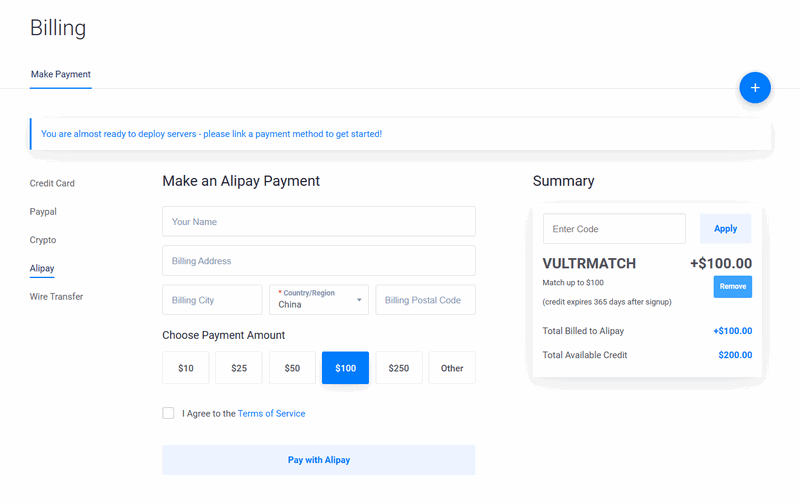 Billing
Make Payment
+
You are almost ready to deploy servers - please link a payment method to get started!
Credit Card
Paypal
Crypto
Alipay
Wire Transfer
Make an Alipay Payment
Your Name
Billing Address
Billing City
* Country/Region
China
Billing Postal Code
Choose Payment Amount
$10 $25 $50 $100 $250 Other
I Agree to the Terms of Service
Pay with Alipay
Summary
Enter Code Apply
VULTRMATCH +$100.00
Match up to $100 Remove
(credit expires 365 days after signup)
Total Billed to Alipay +$100.00
Total Available Credit $200.00